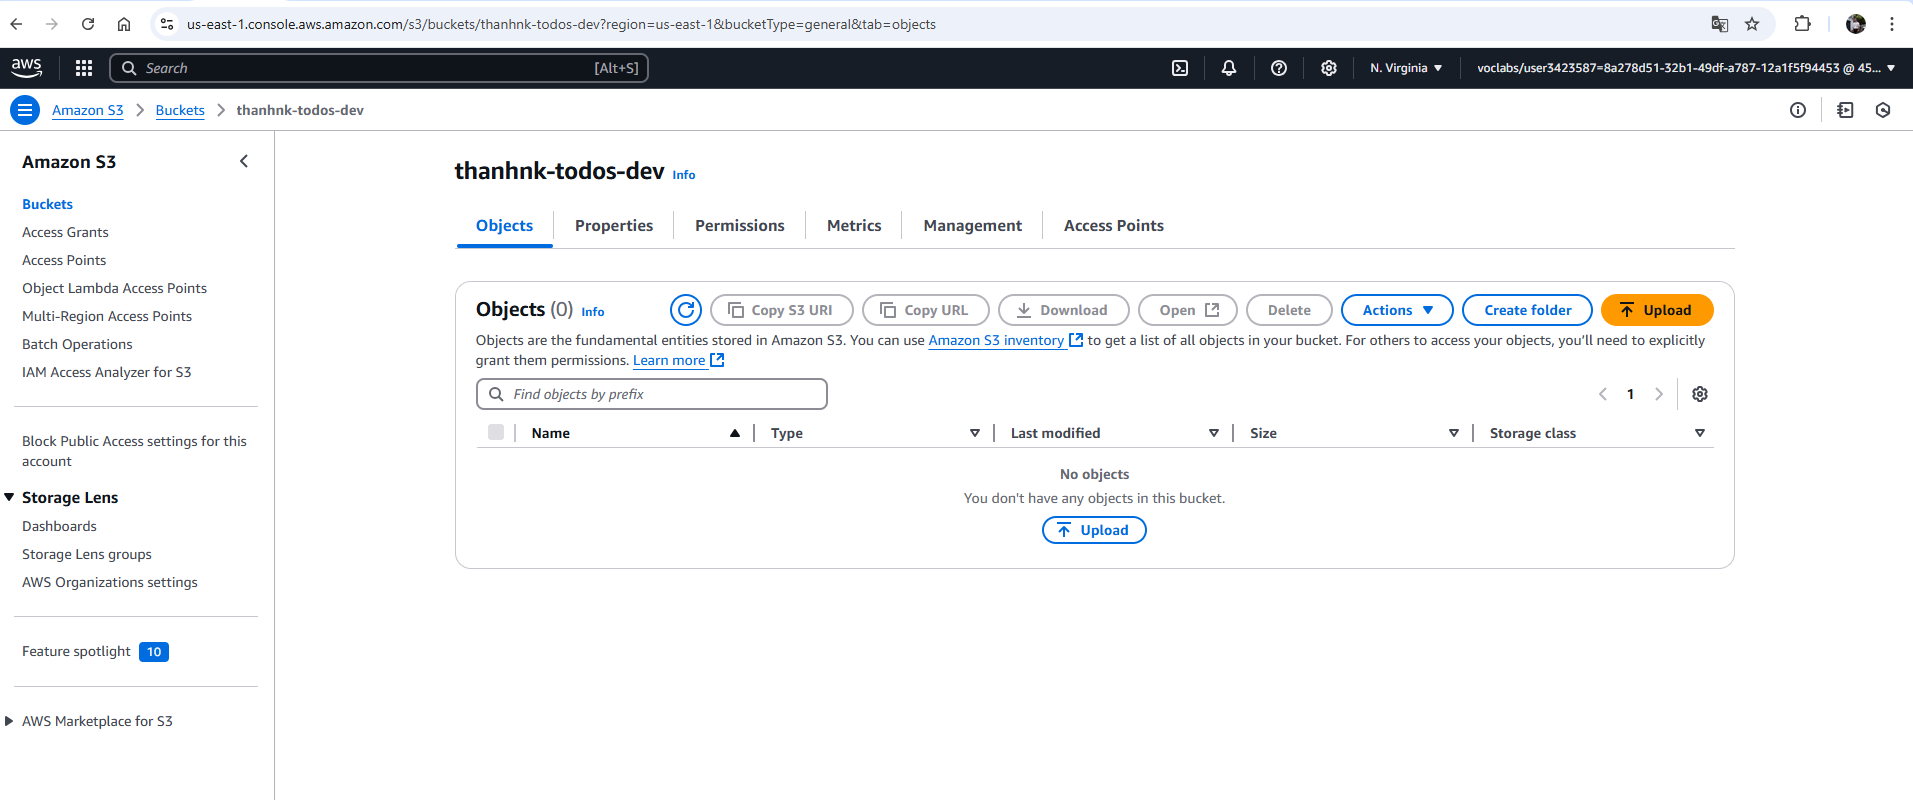 us-east-1.console.aws.amazon.com/s3/buckets/thanhnk-todos-dev?region=us-east-1&bucketType=general&tab=objects
aws
Search
[Alt+S]
N. Virginia
voclabs/user3423587=8a278d51-32b1-49df-a787-12a1f5f94453 @ 45...
Amazon S3
Buckets
thanhnk-todos-dev
Amazon S3
Buckets
Access Grants
Access Points
Object Lambda Access Points
Multi-Region Access Points
Batch Operations
IAM Access Analyzer for S3
Block Public Access settings for this
account
Storage Lens
Dashboards
Storage Lens groups
AWS Organizations settings
Feature spotlight 10
AWS Marketplace for S3
thanhnk-todos-dev Info
Objects
Properties
Permissions
Metrics
Management
Access Points
Objects (0) Info
Copy S3 URI
Copy URL
Download
Open
Delete
Actions
Create folder
Upload
Objects are the fundamental entities stored in Amazon S3. You can use Amazon S3 inventory to get a list of all objects in your bucket. For others to access your objects, you'll need to explicitly
grant them permissions. Learn more
Find objects by prefix
1
Name
Type
Last modified
Size
Storage class
No objects
You don't have any objects in this bucket.
Upload